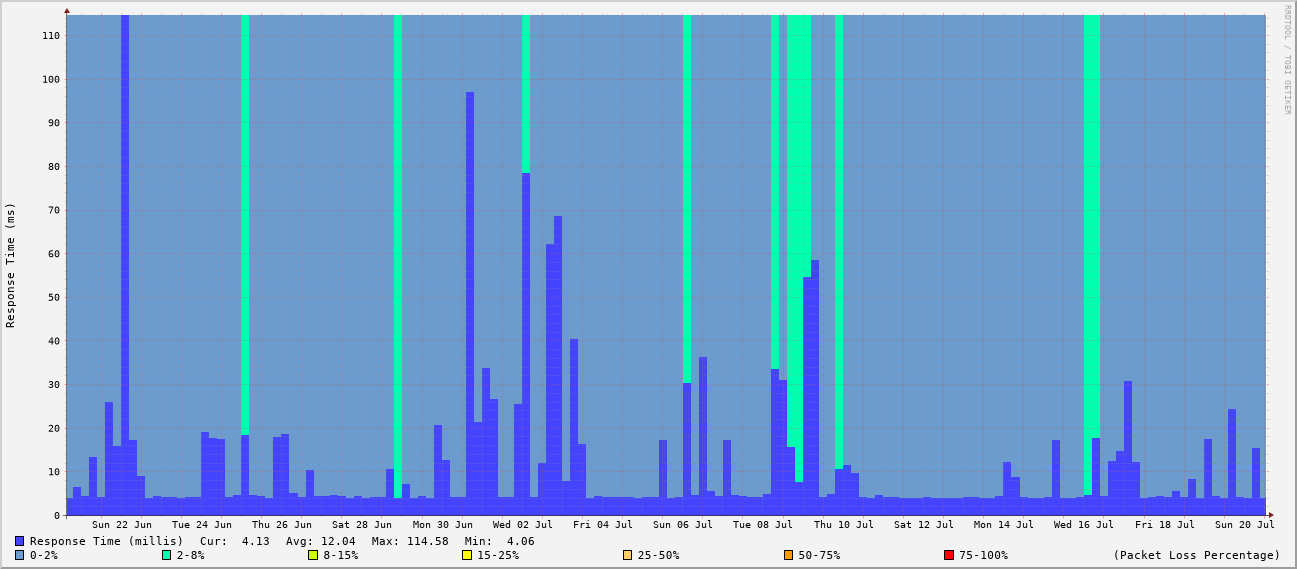 RRDTOOL / TOBI OETIKER
Response Time (ms)
110
100
90
80
70
60
50
40
30
20
10
0
Sun 22 Jun Tue 24 Jun Thu 26 Jun Sat 28 Jun Mon 30 Jun Wed 02 Jul Fri 04 Jul Sun 06 Jul Tue 08 Jul Thu 10 Jul Sat 12 Jul Mon 14 Jul Wed 16 Jul Fri 18 Jul Sun 20 Jul
Response Time (millis) Cur: 4.13 Avg: 12.04 Max: 114.58 Min: 4.06
0-2% 2-8% 8-15% 15-25% 25-50% 50-75% 75-100% (Packet Loss Percentage)